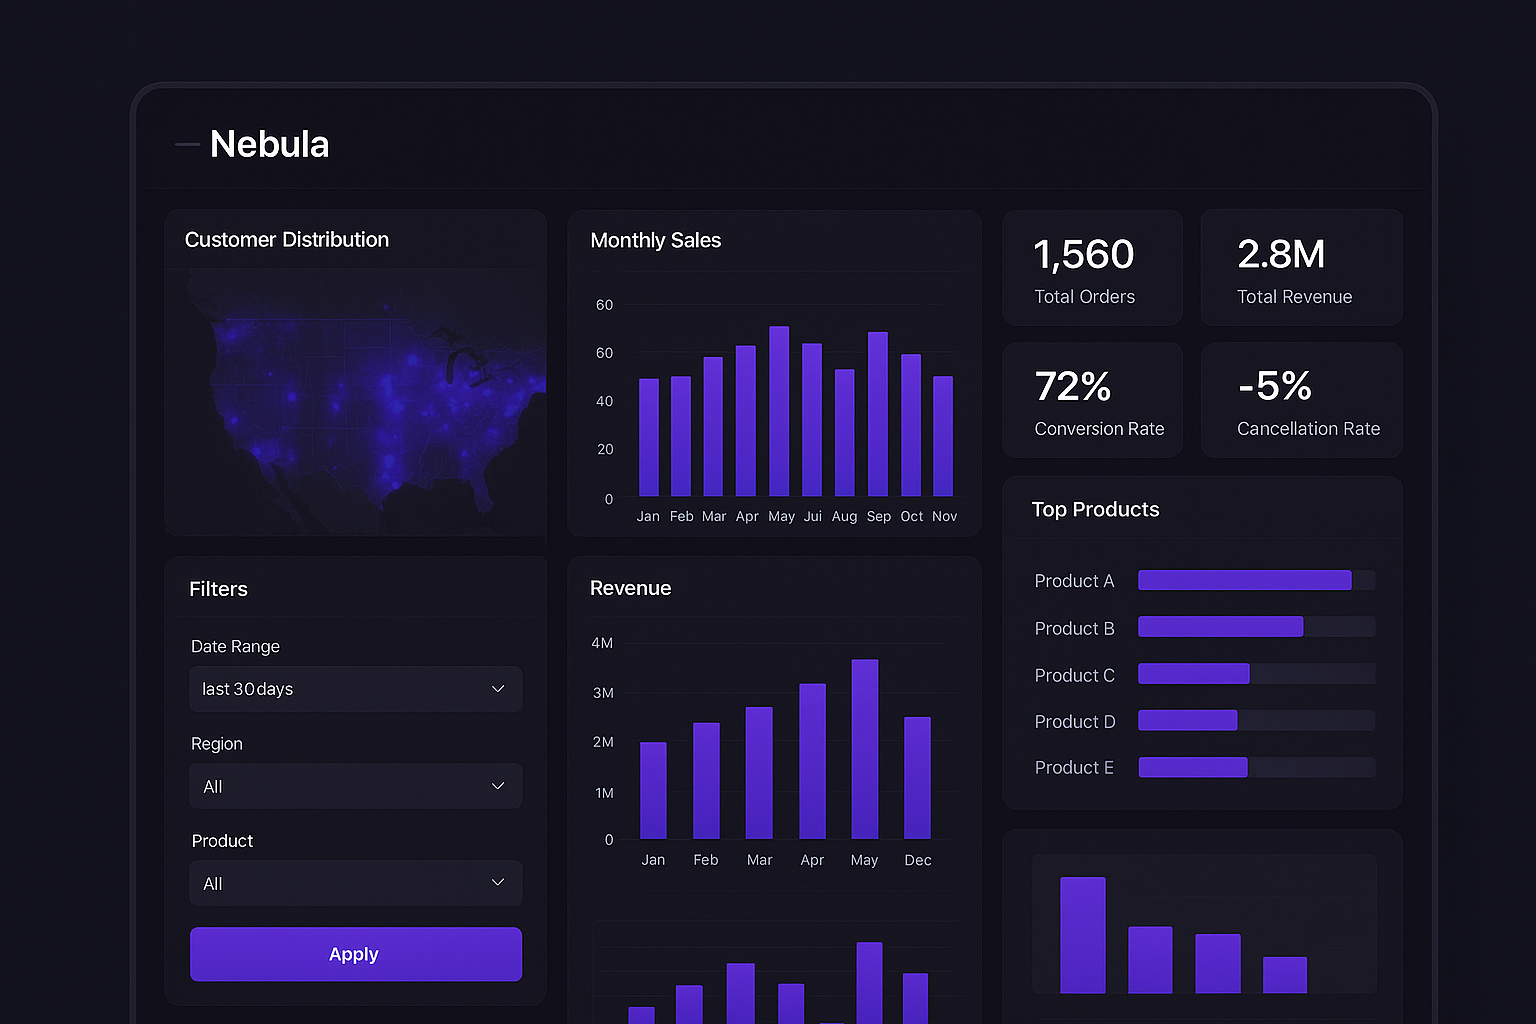 Nebula
Customer Distribution
Monthly Sales
60
60
40
20
0
Jan Feb Mar Apr May Jui Aug Sep Oct Nov
1,560
Total Orders
2.8M
Total Revenue
72%
Conversion Rate
-5%
Cancellation Rate
Top Products
Product A
Product B
Product C
Product D
Product E
Filters
Date Range
last 30 days
Region
All
Product
All
Apply
Revenue
4M
3M
2M
1M
0
Jan Feb Mar Apr May Dec